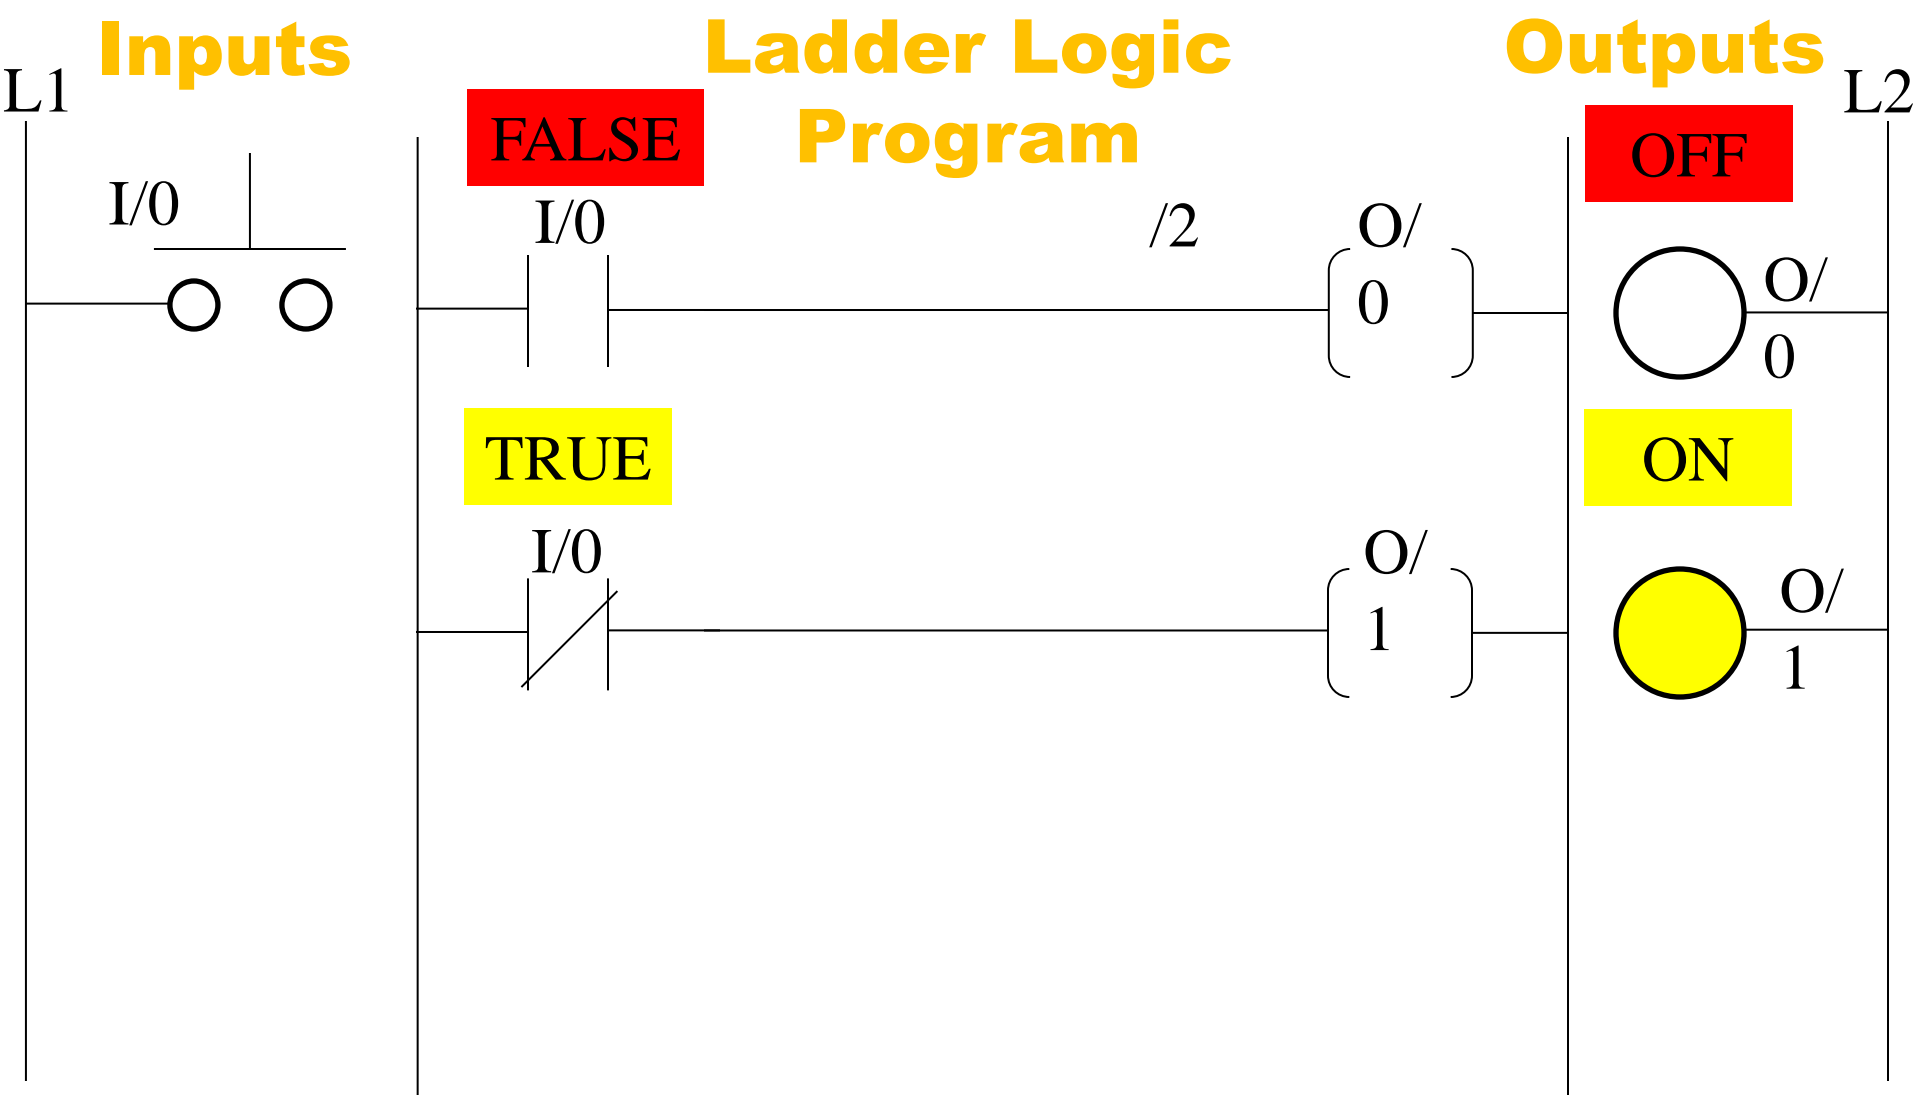 Inputs
Ladder Logic
Program
Outputs
L1
L2
FALSE
OFF
I/0
I/0
/2
O/
0
O/
0
TRUE
ON
I/0
O/
1
O/
1